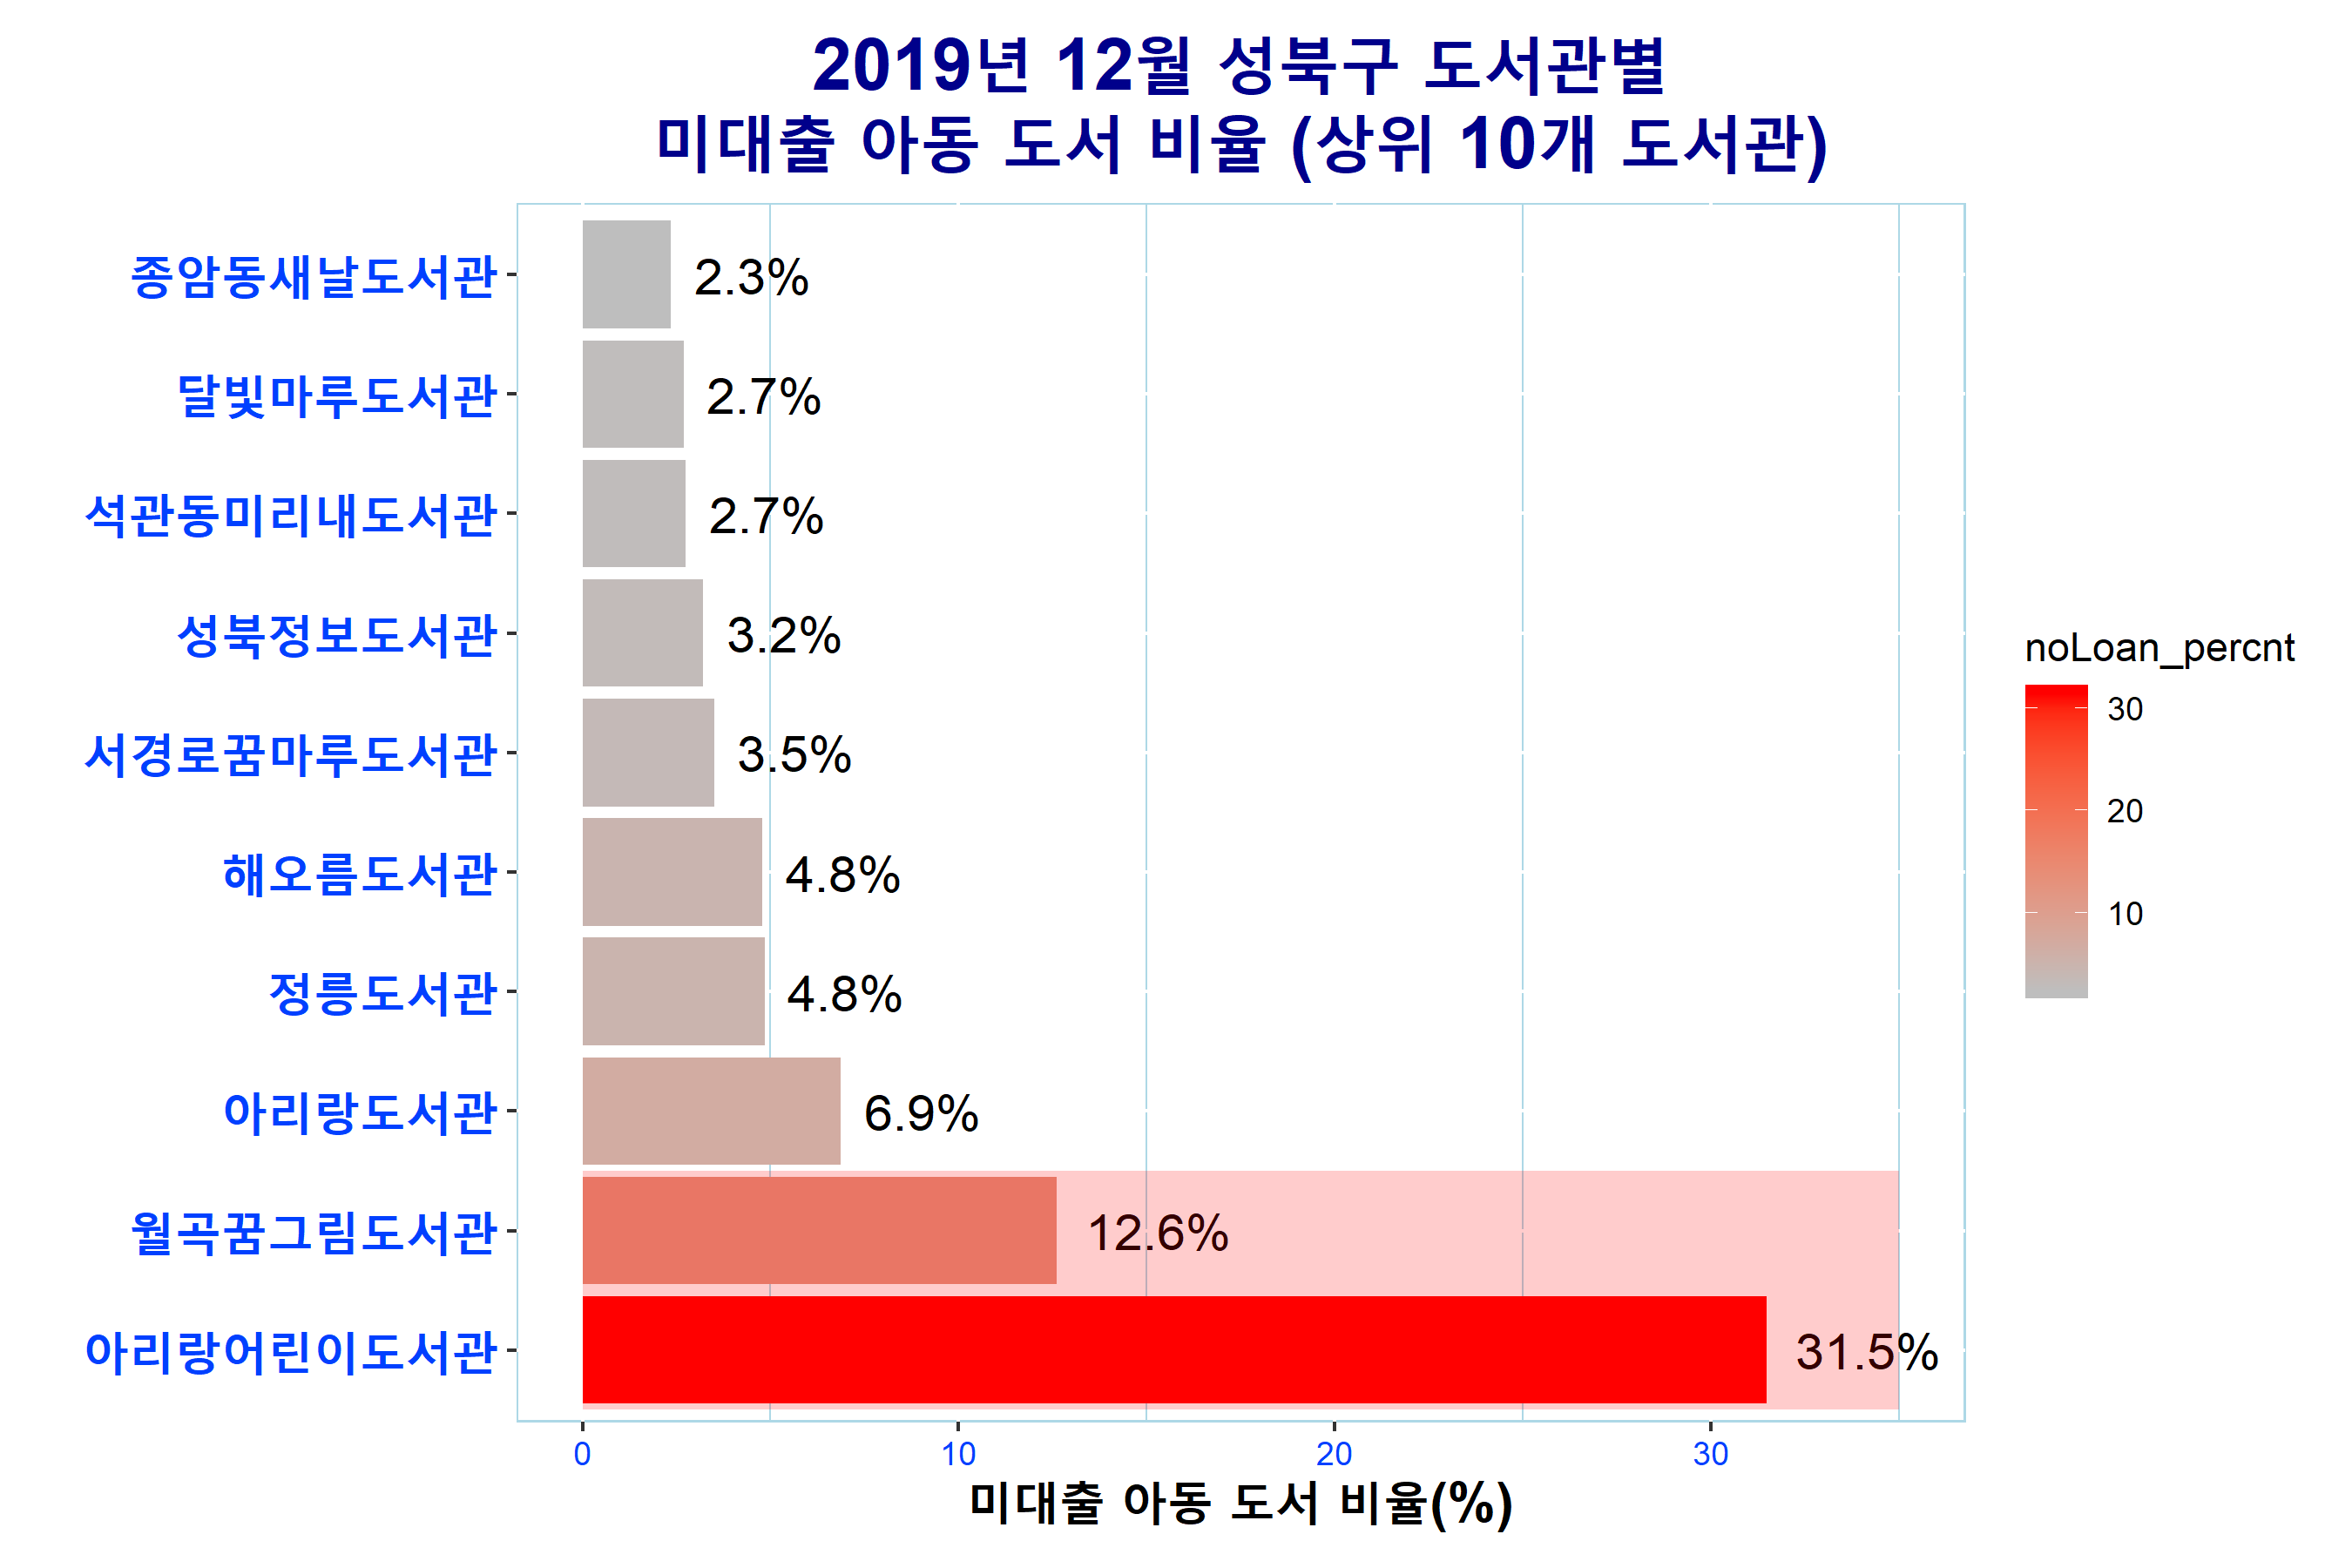 2019년 12월 성북구 도서관별
미대출 아동 도서 비율 (상위 10개 도서관)
종암동새날도서관 2.3%
달빛마루도서관 2.7%
석관동미리내도서관 2.7%
성북정보도서관 3.2%
서경로꿈마루도서관 3.5%
해오름도서관 4.8%
정릉도서관 4.8%
아리랑도서관 6.9%
월곡꿈그림도서관 12.6%
아리랑어린이도서관 31.5%
0 10 20 30
미대출 아동 도서 비율(%)
noLoan_percnt
30
20
10